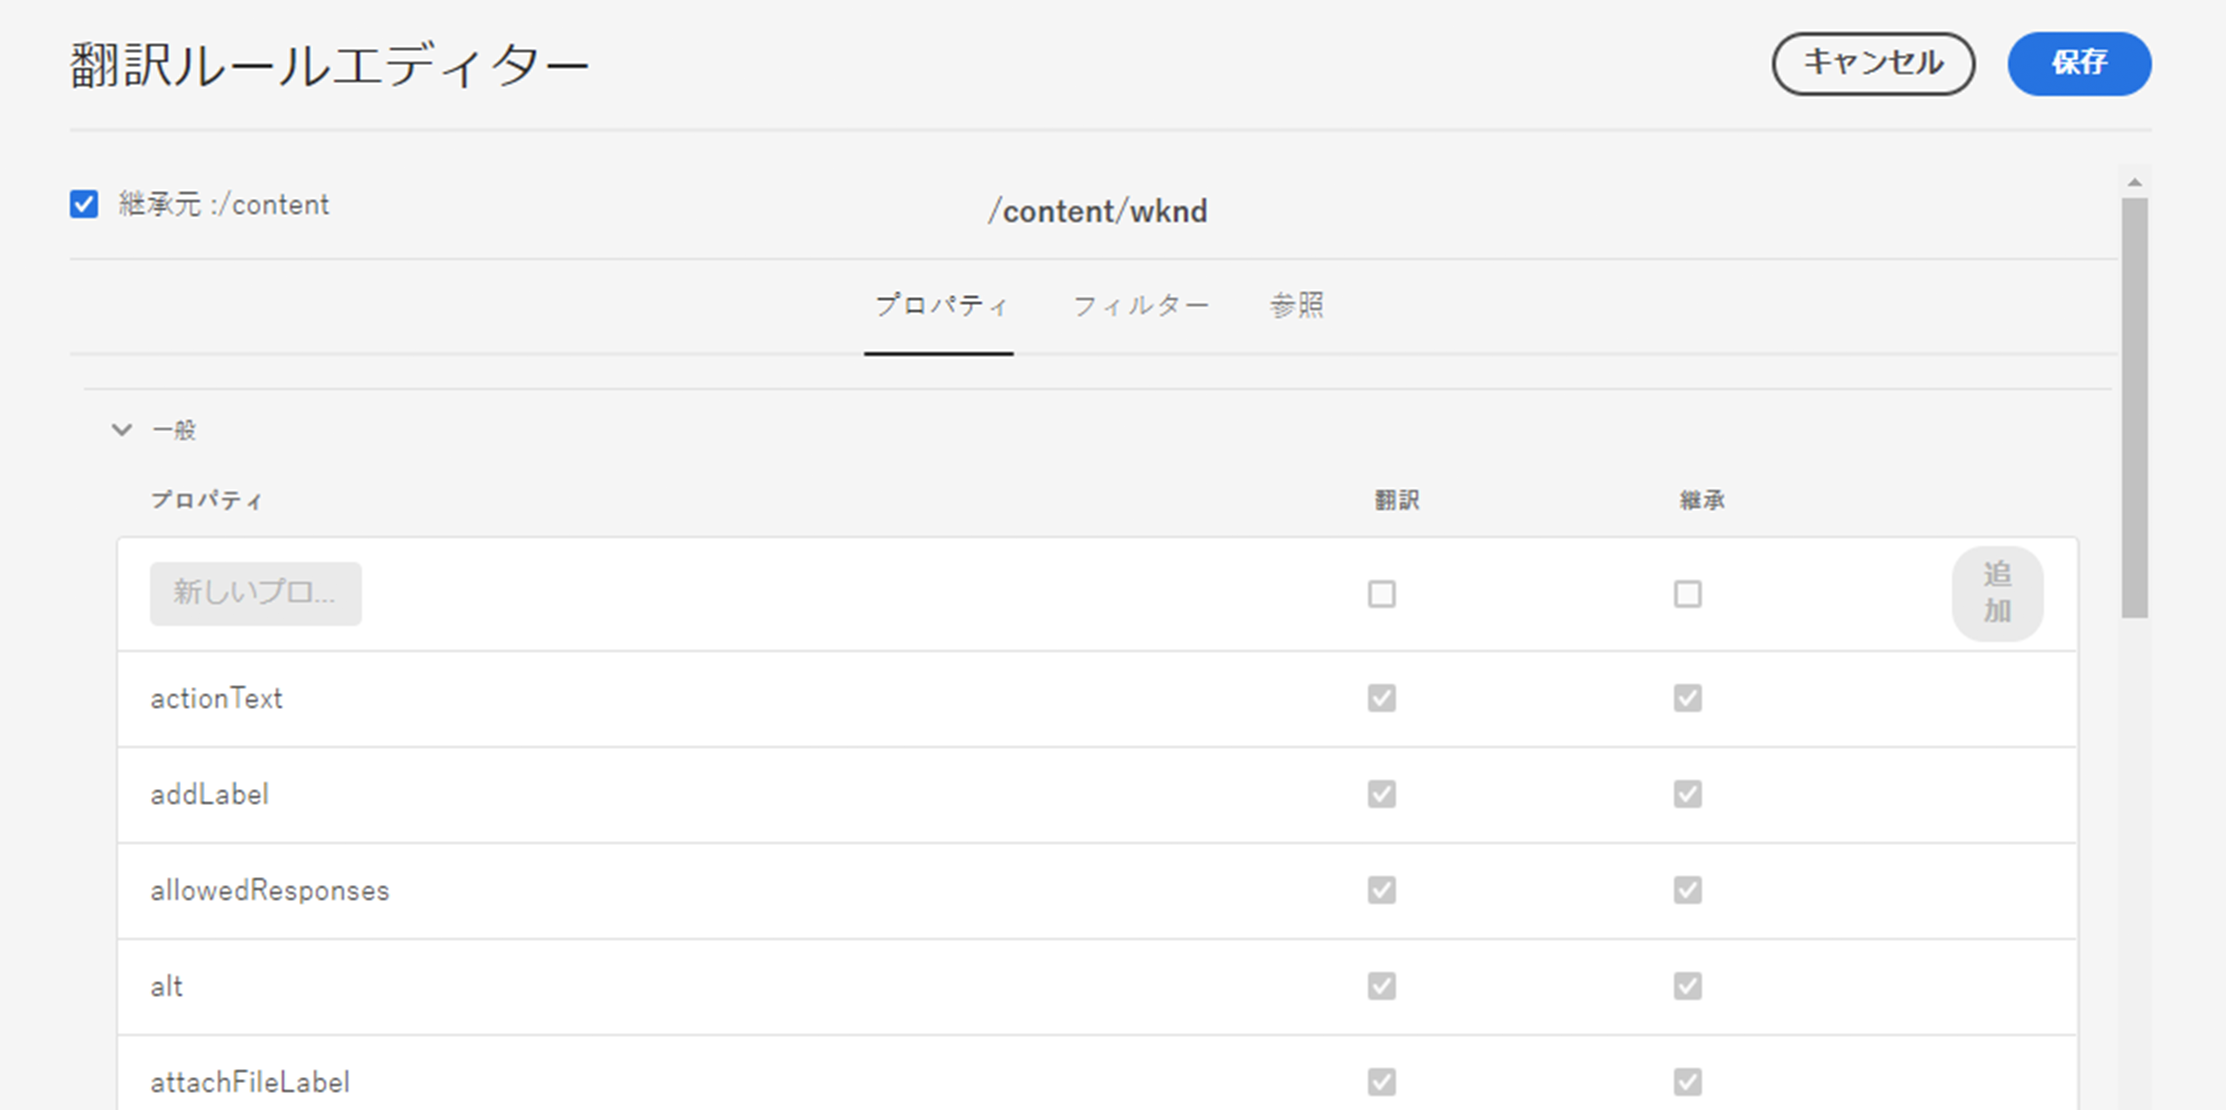 翻訳ルールエディター
キャンセル
保存
継承元 :/content
/content/wknd
プロパティ
フィルター
参照
一般
プロパティ
翻訳
継承
新しいプロ...
追
加
actionText
addLabel
allowedResponses
alt
attachFileLabel